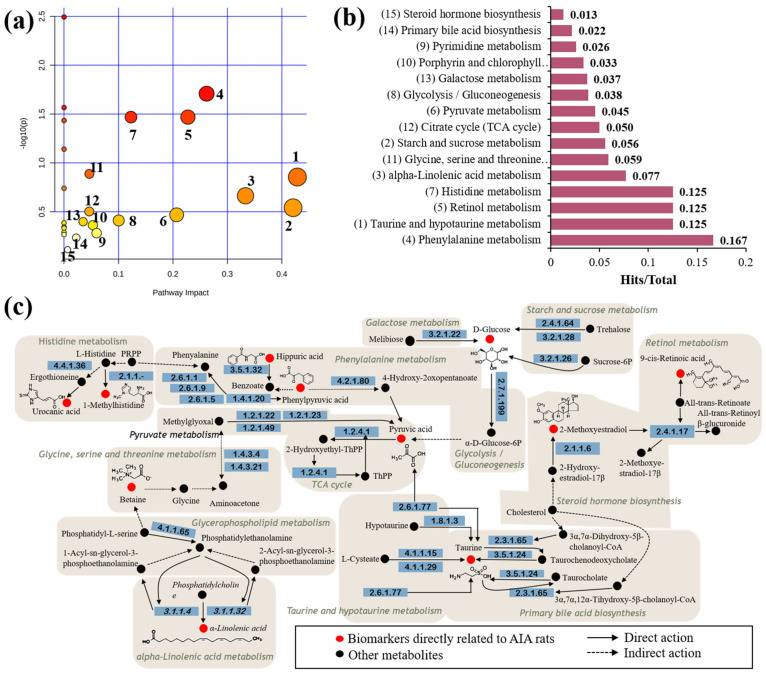 (a)
-log10(p)
2.5
2.0
1.5
1.0
0.5
0.0
0.1
0.2
0.3
0.4
Pathway Impact
4
7
5
11
1
3
2
12
13
10
8
6
9
14
15
(b)
(15) Steroid hormone biosynthesis 0.013
(14) Primary bile acid biosynthesis 0.022
(9) Pyrimidine metabolism 0.026
(10) Porphyrin and chlorophyll.. 0.033
(13) Galactose metabolism 0.037
(8) Glycolysis / Gluconeogenesis 0.038
(6) Pyruvate metabolism 0.045
(12) Citrate cycle (TCA cycle) 0.050
(2) Starch and sucrose metabolism 0.056
(11) Glycine, serine and threonine.. 0.059
(3) alpha-Linolenic acid metabolism 0.077
(7) Histidine metabolism 0.125
(5) Retinol metabolism 0.125
(1) Taurine and hypotaurine metabolism 0.125
(4) Phenylalanine metabolism 0.167
0 0.05 0.1 0.15 0.2
Hits/Total
(c)
Histidine metabolism
L-Histidine
PRPP
4.4.1.36
Ergothioneine
2.1.1.-
Urocanic acid
1-Methylhistidine
Hippuric acid
Phenyalanine
3.5.1.32
Phenylalanine metabolism
2.6.1.1
2.6.1.9
2.6.1.5
Benzoate
1.4.1.20
Phenylpyruvic acid
4.2.1.80
4-Hydroxy-2oxopentanoate
Galactose metabolism
Melibiose
3.2.1.22
D-Glucose
Starch and sucrose metabolism
2.4.1.64
Trehalose
3.2.1.28
3.2.1.26
Sucrose-6P
2.7.1.199
α-D-Glucose-6P
Glycolysis /
Gluconeogenesis
Retinol metabolism
9-cis-Retinoic acid
All-trans-Retinoate
All-trans-Retinoyl
β-glucuronide
2.4.1.17
2-Methoxye-
stradiol-17β
2-Methoxyestradiol
2.1.1.6
2-Hydroxy-
estradiol-17β
Steroid hormone biosynthesis
Cholesterol
Methylglyoxal
1.2.1.22
1.2.1.23
1.2.1.49
Pyruvate metabolism
Pyruvic acid
1.2.4.1
2-Hydroxyethyl-ThPP
1.2.4.1
ThPP
TCA cycle
Glycine, serine and threonine metabolism
1.4.3.4
1.4.3.21
Betaine
Glycine
Aminoacetone
Glycerophospholipid metabolism
Phosphatidyl-L-serine
4.1.1.65
Phosphatidylethanolamine
1-Acyl-sn-glycerol-3-
phosphoethanolamine
2-Acyl-sn-glycerol-3-
phosphoethanolamine
Phosphatidylcholin
e
3.1.1.4
3.1.1.32
α-Linolenic acid
alpha-Linolenic acid metabolism
2.6.1.77
Hypotaurine
1.8.1.3
L-Cysteate
4.1.1.15
4.1.1.29
Taurine
2.6.1.77
Taurine and hypotaurine metabolism
2.3.1.65
3α,7α-Dihydroxy-5β-
cholanoyl-CoA
3.5.1.24
Taurochenodeoxycholate
3.5.1.24
Taurocholate
2.3.1.65
3α,7α,12α-Tihydroxy-5β-cholanoyl-CoA
Primary bile acid biosynthesis
Biomarkers directly related to AIA rats
Direct action
Other metabolites
Indirect action